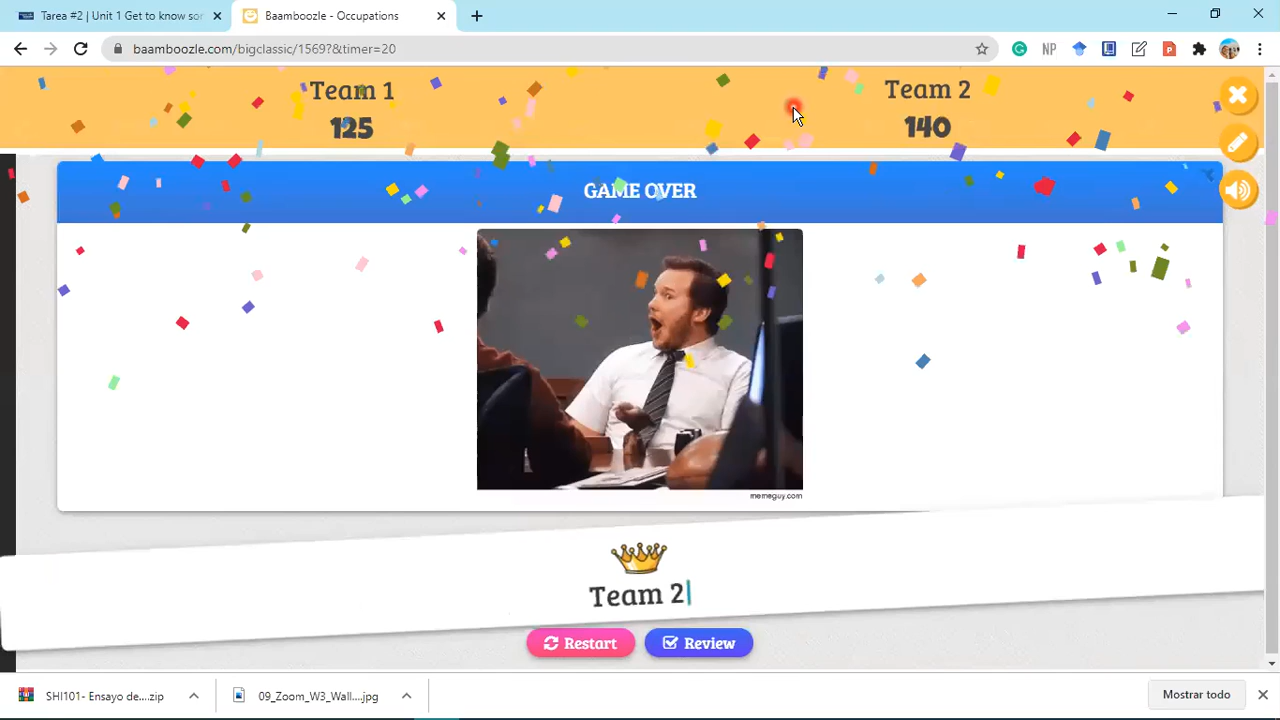 Tarea #2 | Unit 1 Get to know sor
Baamboozle - Occupations
baamboozle.com/bigclassic/1569?&timer=20
NP
Team 1
125
Team 2
140
GAME OVER
memeguy.com
Team 2
Restart
Review
SHI101- Ensayo de....zip
09_Zoom_W3_Wall....jpg
Mostrar todo